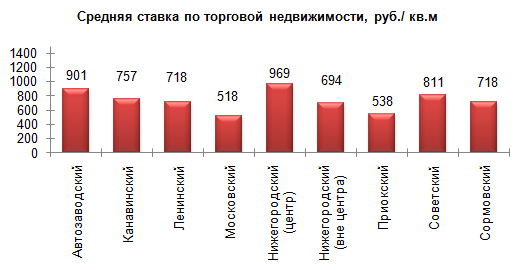 Средняя ставка по торговой недвижимости, руб./ кв.м
1400
1200
1000
800
600
400
200
0
901
757
718
518
969
694
538
811
718
Автозаводский
Канавинский
Ленинский
Московский
Нижегородский
(центр)
Нижегородский
(вне центра)
Приокский
Советский
Сормовский